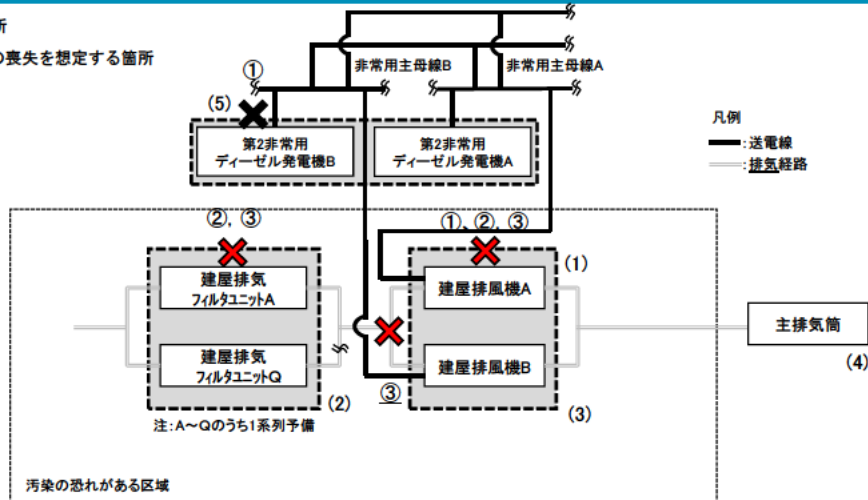 所
の喪失を想定する箇所
①
非常用主母線B
非常用主母線A
(5)
第2非常用
ディーゼル発電機B
第2非常用
ディーゼル発電機A
凡例
:送電線
:排気経路
②, ③
①、②, ③
(1)
建屋排気
フィルタユニットA
建屋排風機A
主排気筒
(4)
建屋排気
フィルタユニットQ
建屋排風機B
(2)
③
(3)
注:A~Qのうち1系列予備
汚染の恐れがある区域